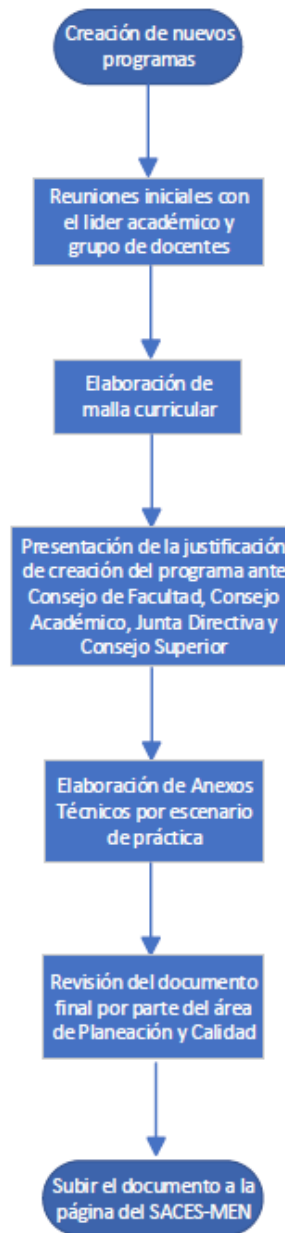 Creación de nuevos
programas
Reuniones iniciales con
el lider académico y
grupo de docentes
Elaboración de
malla curricular
Presentación de la justificación
de creación del programa ante
Consejo de Facultad, Consejo
Académico, Junta Directiva y
Consejo Superior
Elaboración de Anexos
Técnicos por escenario
de práctica
Revisión del documento
final por parte del área
de Planeación y Calidad
Subir el documento a la
página del SACES-MEN